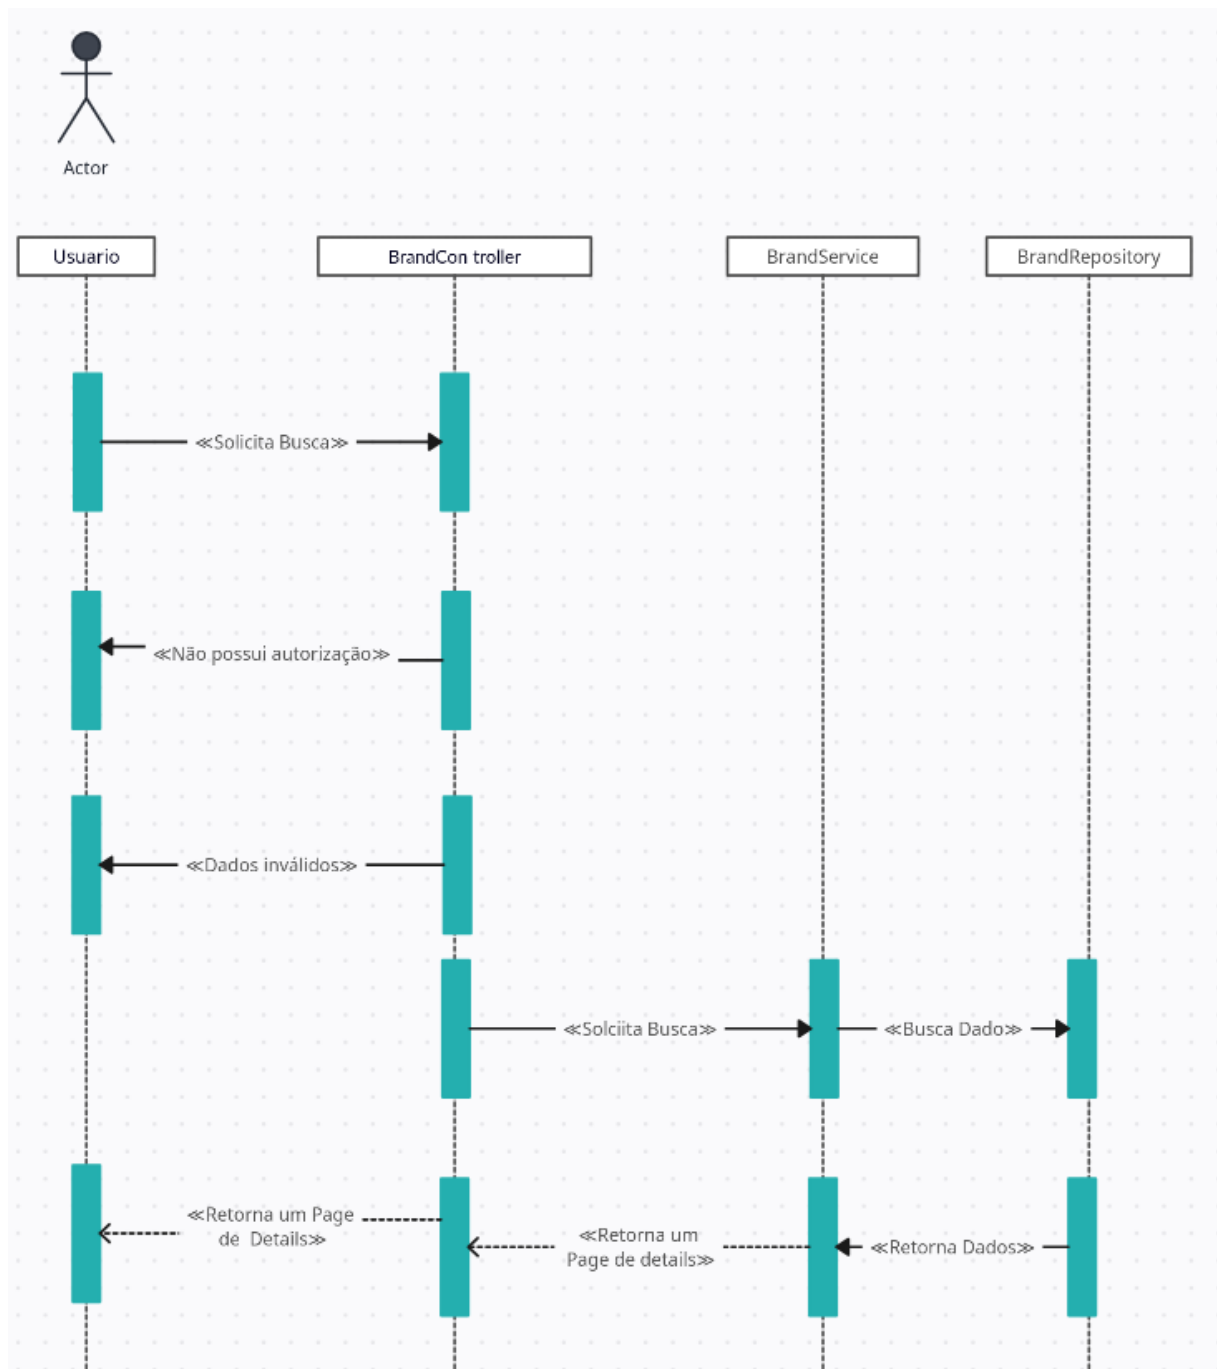 Actor
Usuario
BrandCon troller
BrandService
BrandRepository
≪Solicita Busca≫
≪Não possui autorização≫
≪Dados inválidos≫
≪Solciita Busca≫
≪Busca Dado≫
≪Retorna um Page
de Details≫
≪Retorna um
Page de details≫
≪Retorna Dados≫